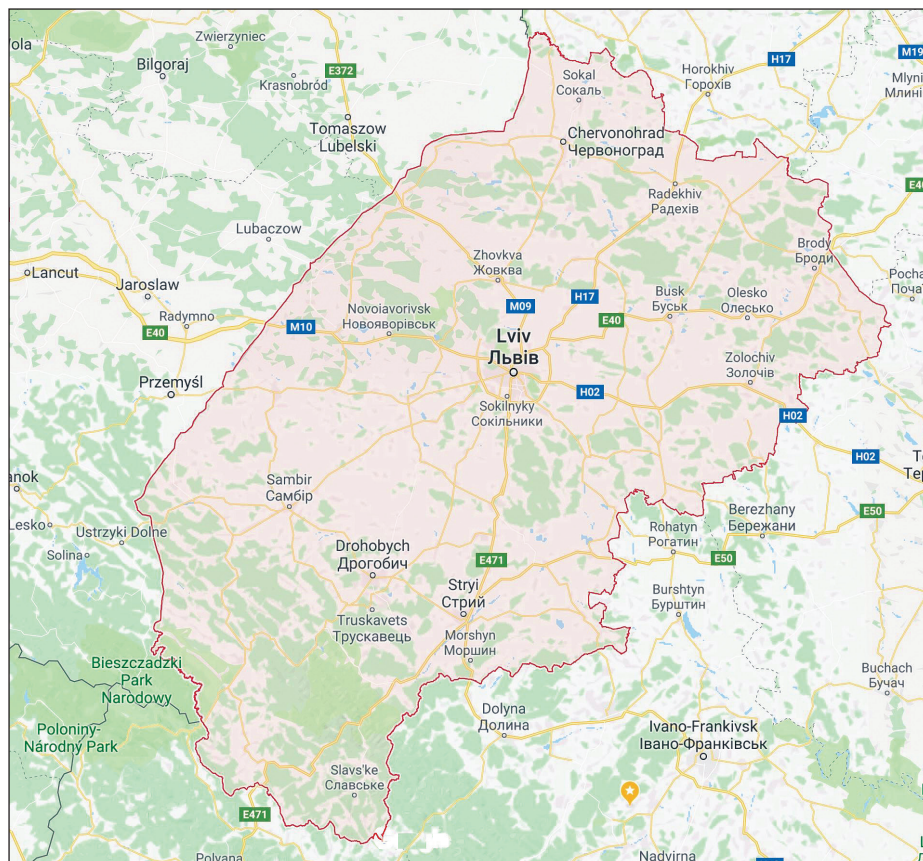 Zwierzyniec
Bilgoraj
Krasnobród
E372
Tomaszow
Lubelski
Sokal
Сокаль
Horokhiv
Горохів
H17
Chervonohrad
Червоноград
Radekhiv
Радехів
Lubaczow
Brody
Броди
Zhovkva
Жовква
Lancut
Jaroslaw
Radymno
E40
Novoiavorivsk
Новояворівськ
M10
M09
H17
E40
Busk
Буськ
Olesko
Олесько
Lviv
Львів
Zolochiv
Золочів
Przemyśl
H02
Sokilnyky
Сокільники
H02
H02
Sambir
Самбір
Ustrzyki Dolne
Solina
Drohobych
Дрогобич
E471
Rohatyn
Рогатин
Berezhany
Бережани
E50
E50
Stryi
Стрий
Truskavets
Трускавець
Burshtyn
Бурштин
Morshyn
Моршин
Bieszczadzki
Park
Narodowy
Buchach
Бучач
Poloniny-
Národný Park
Dolyna
Долина
Ivano-Frankivsk
Івано-Франківськ
Slavs'ke
Славське
E471
Polyana
Nadvirna